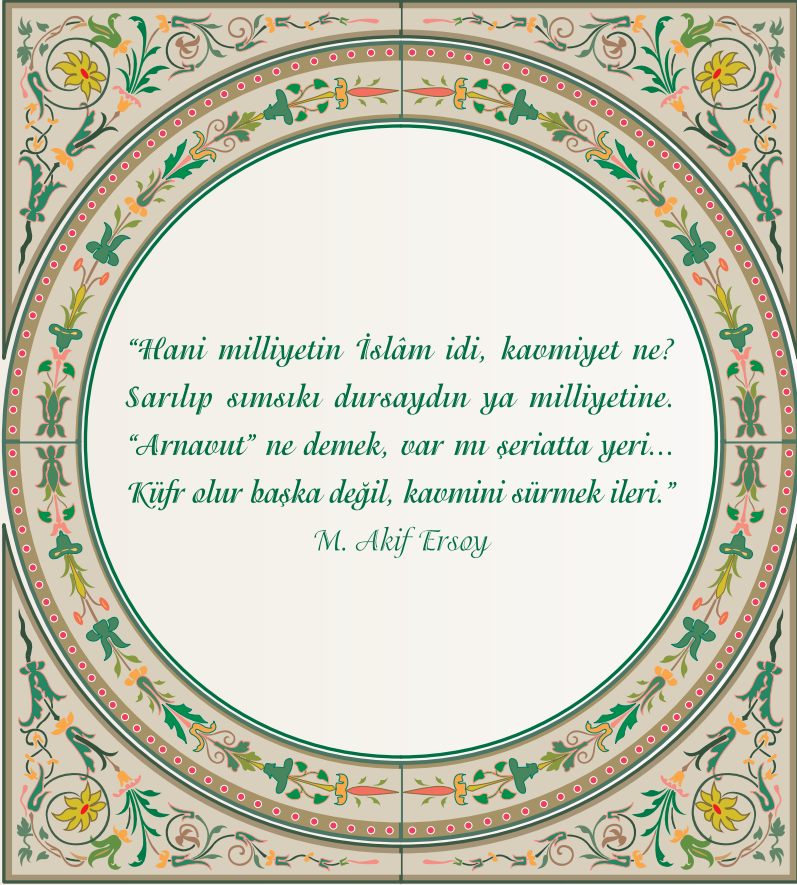 “Hani milliyetin İslâm idi, kavmiyet ne?
Sarılıp sımsıkı dursaydın ya milliyetine.
“Arnavut” ne demek, var mı şeriatta yeri...
Küfr olur başka değil, kavmini sürmek ileri.”
M. Akif Ersoy